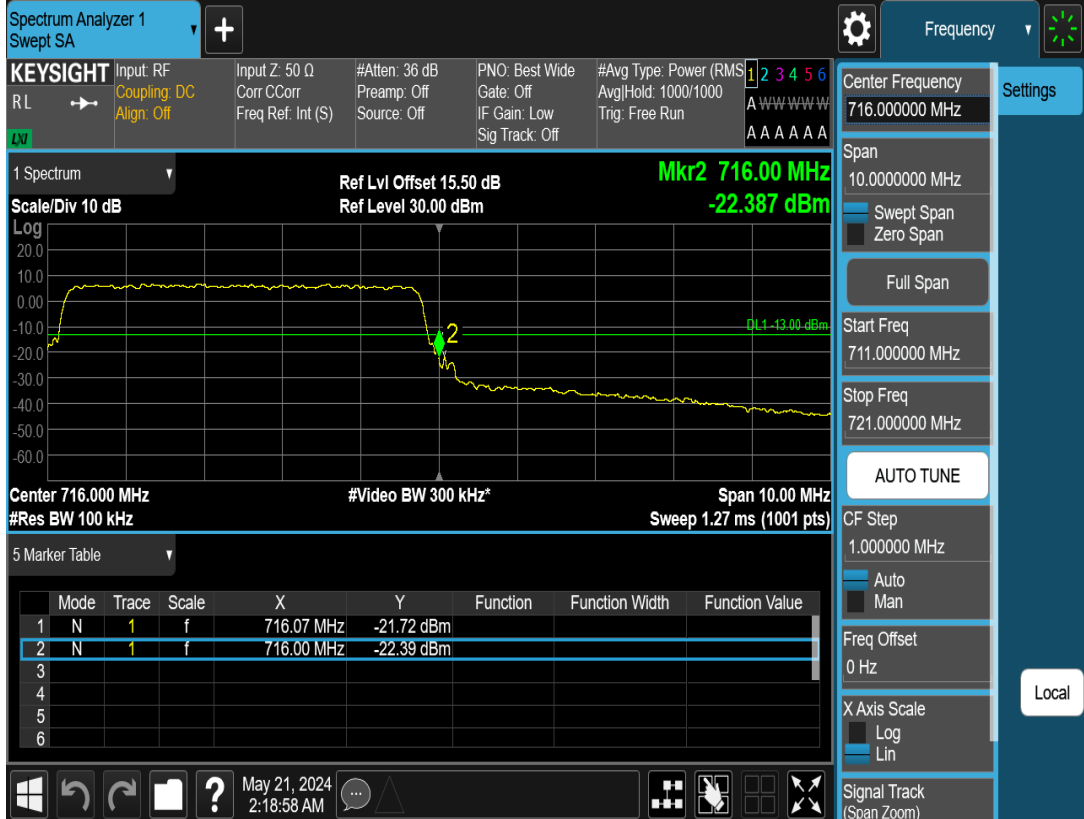 Spectrum Analyzer 1
Swept SA
+
Frequency
KEYSIGHT
RL
LXI
Input: RF
Coupling: DC
Align: Off
Input Z: 50 Ω
Corr CCorr
Freq Ref: Int (S)
#Atten: 36 dB
Preamp: Off
Source: Off
PNO: Best Wide
Gate: Off
IF Gain: Low
Sig Track: Off
#Avg Type: Power (RMS
Avg|Hold: 1000/1000
Trig: Free Run
1 2 3 4 5 6
A W W W W W
A A A A A A
Center Frequency
716.000000 MHz
Settings
Span
10.0000000 MHz
Swept Span
Zero Span
Full Span
Start Freq
711.000000 MHz
Stop Freq
721.000000 MHz
AUTO TUNE
CF Step
1.000000 MHz
Auto
Man
Freq Offset
0 Hz
X Axis Scale
Log
Lin
Signal Track
(Span Zoom)
Local
1 Spectrum
Scale/Div 10 dB
Ref Lvl Offset 15.50 dB
Ref Level 30.00 dBm
Mkr2 716.00 MHz
-22.387 dBm
Log
20.0
10.0
0.00
-10.0
-20.0
-30.0
-40.0
-50.0
-60.0
2
DL1 -13.00 dBm
Center 716.000 MHz
#Video BW 300 kHz*
Span 10.00 MHz
#Res BW 100 kHz
Sweep 1.27 ms (1001 pts)
5 Marker Table
Mode Trace Scale X Y Function Function Width Function Value
1 N 1 f 716.07 MHz -21.72 dBm
2 N 1 f 716.00 MHz -22.39 dBm
3
4
5
6
?
May 21, 2024
2:18:58 AM